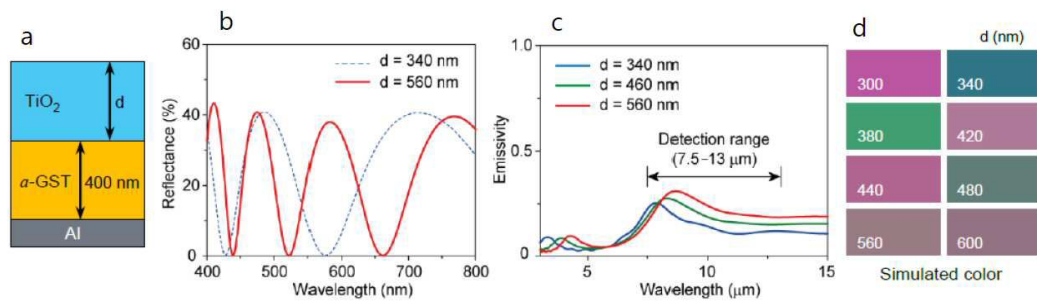 a
TiO2
d
a-GST
400 nm
Al
b
Reflectance (%)
60
40
20
0
d = 340 nm
d = 560 nm
400
500
600
700
800
Wavelength (nm)
c
Emissivity
1.0
0.5
0.0
d = 340 nm
d = 460 nm
d = 560 nm
Detection range
(7.5–13 μm)
5
10
15
Wavelength (μm)
d
d (nm)
300
340
380
420
440
480
560
600
Simulated color